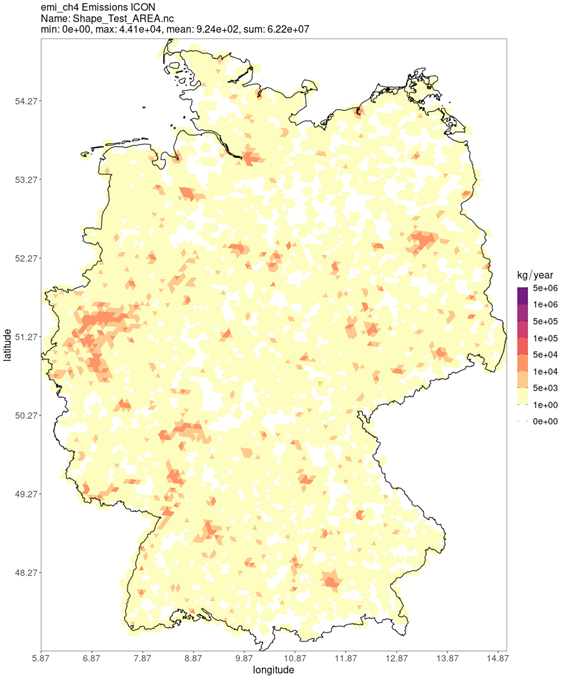 emi_ch4 Emissions ICON
Name: Shape_Test_AREA.nc
min: 0e+00, max: 4.41e+04, mean: 9.24e+02, sum: 6.22e+07
54.27
53.27
52.27
51.27
50.27
49.27
48.27
latitude
5.87 6.87 7.87 8.87 9.87 10.87 11.87 12.87 13.87 14.87
longitude
kg/year
5e+06
1e+06
5e+05
1e+05
5e+04
1e+04
5e+03
1e+00
0e+00